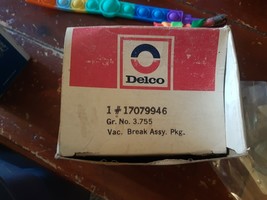 Delco
1 # 17079946
Gr. No. 3.755
Vac. Break Assy. Pkg.